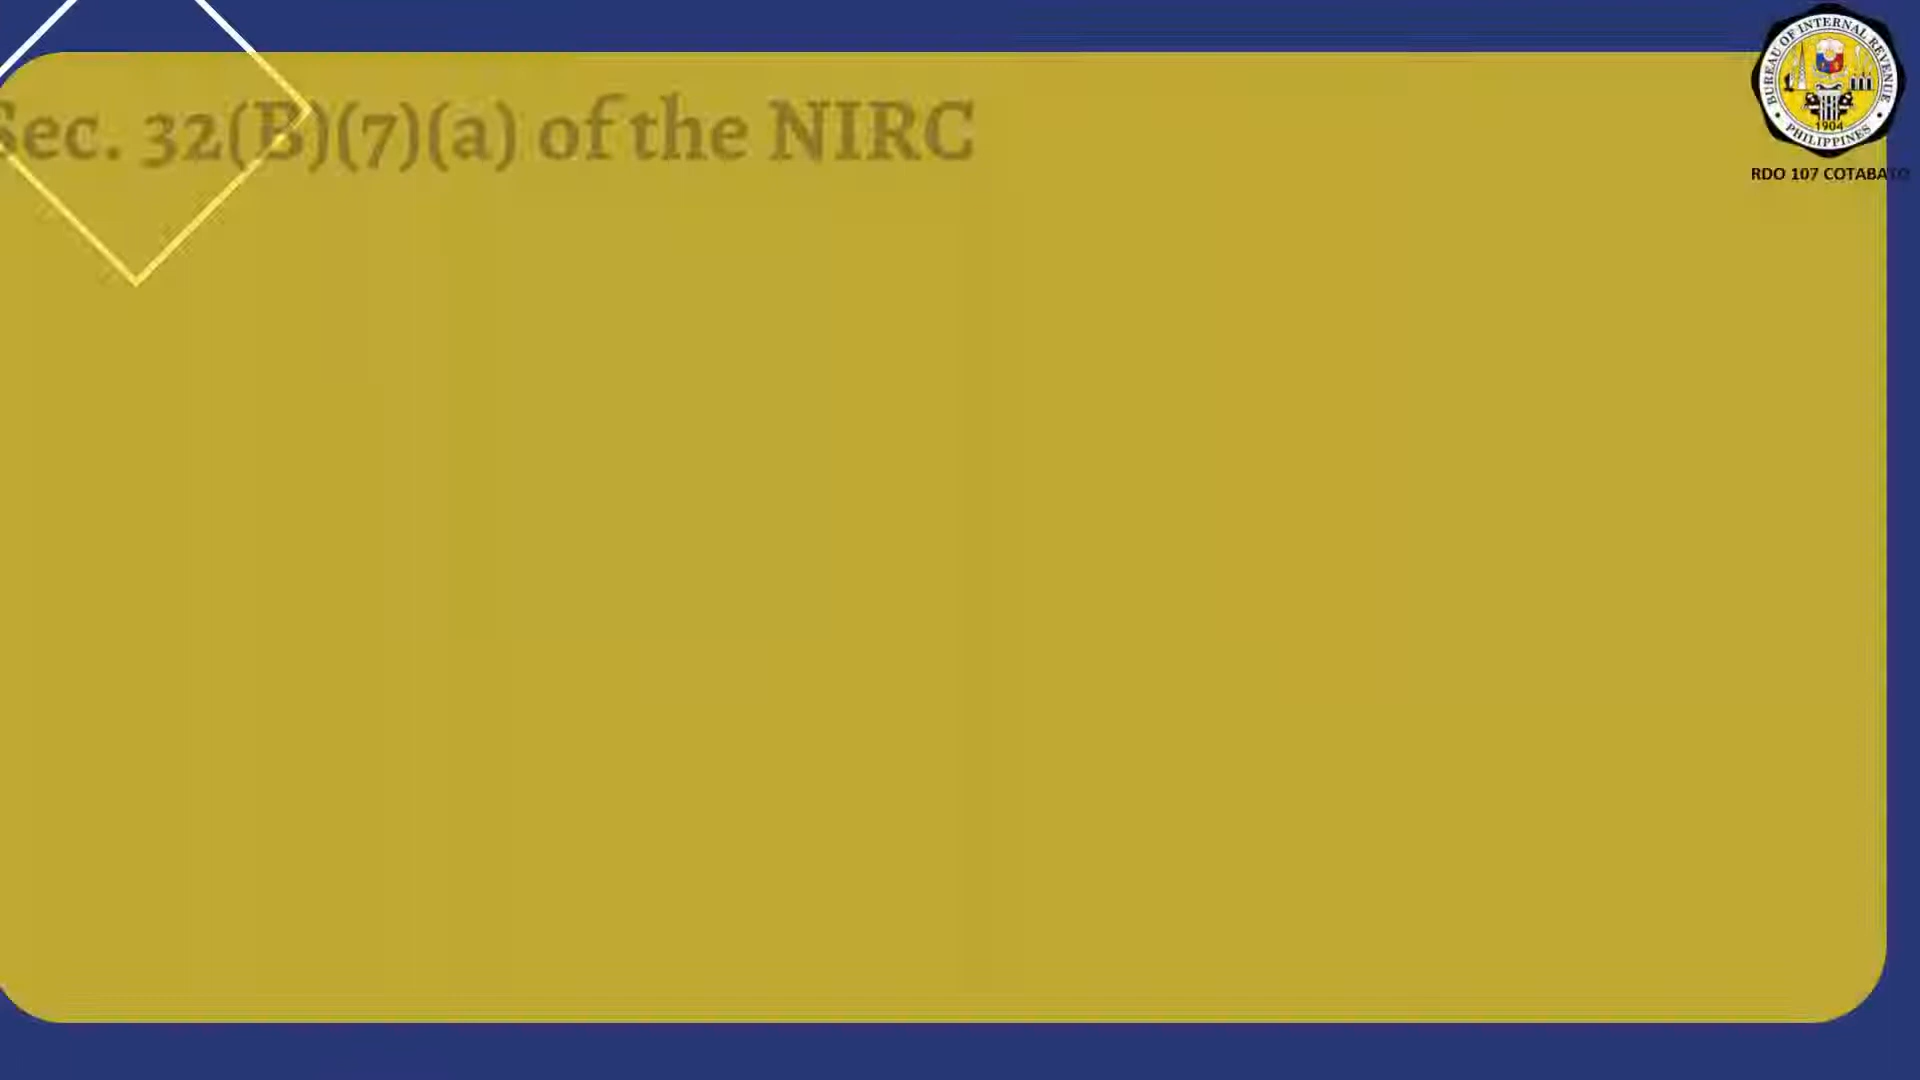 Sec. 32(B)(7)(a) of the NIRC
BUREAU OF INTERNAL REVENUE
1904
PHILIPPINES
RDO 107 COTABATO